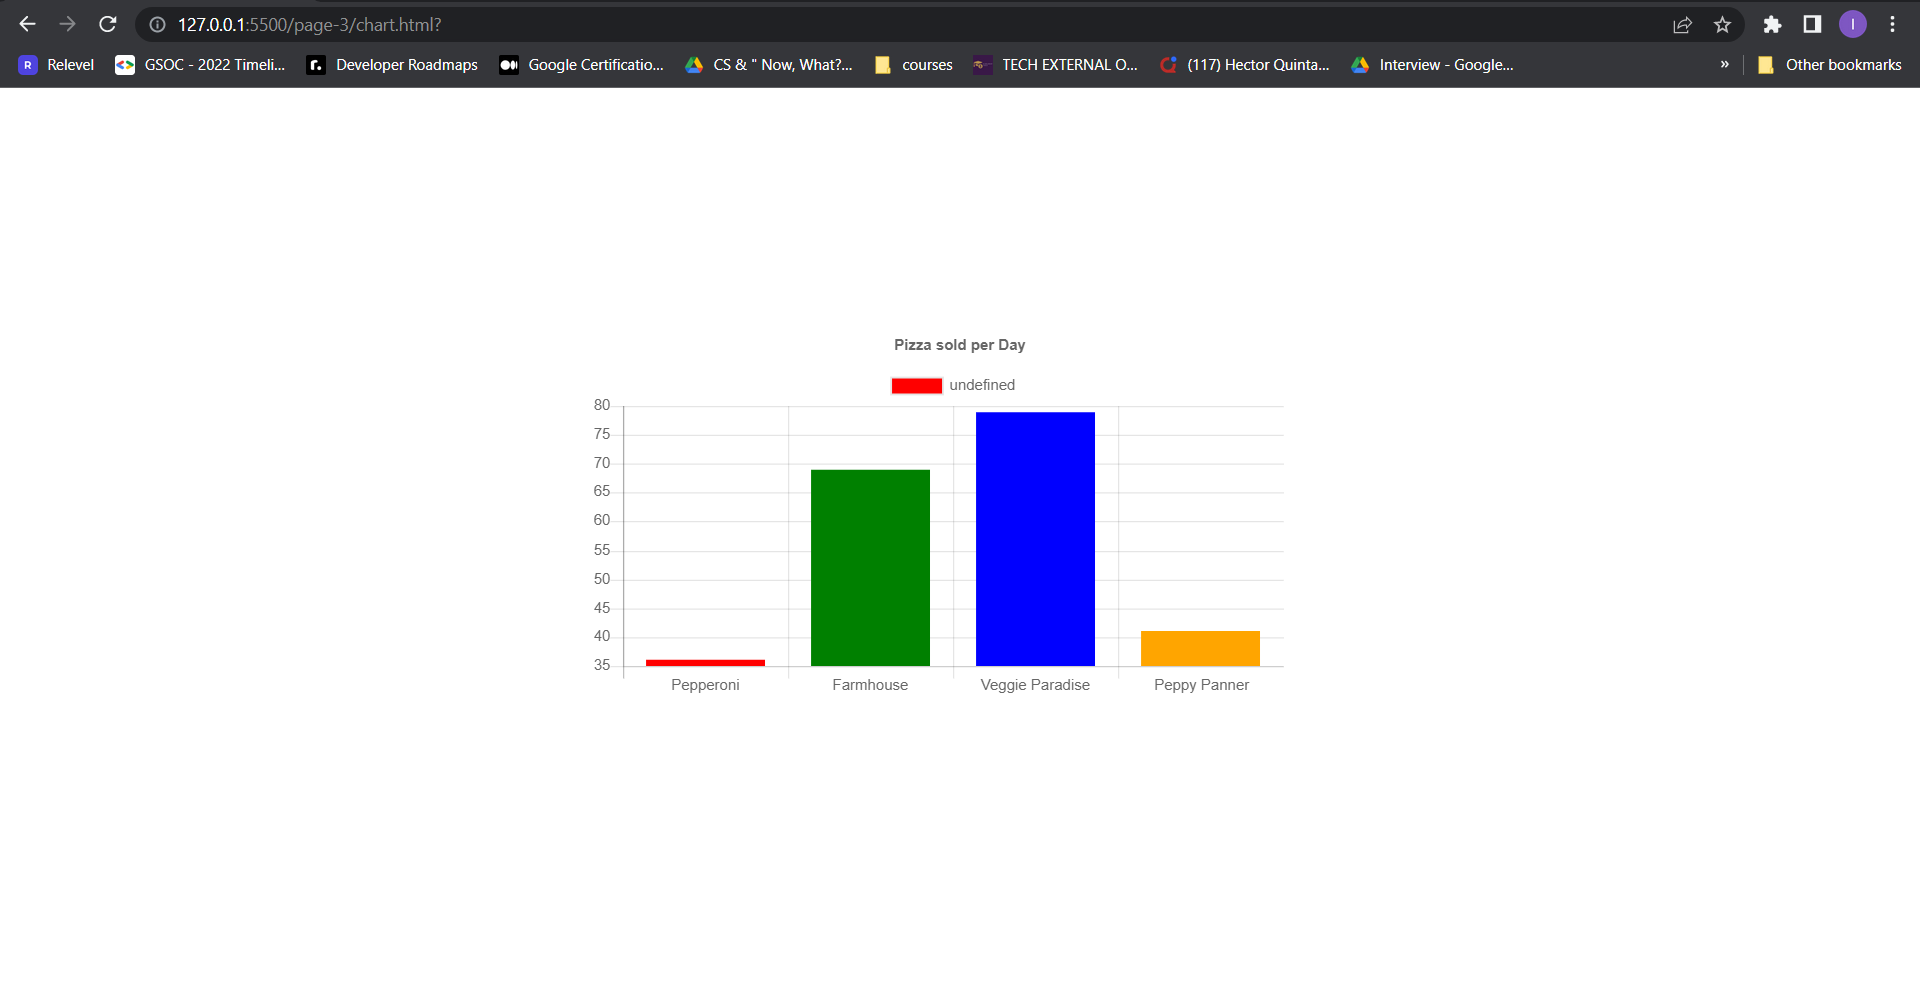 127.0.0.1:5500/page-3/chart.html?
I
R Relevel GSOC - 2022 Timeli... r. Developer Roadmaps Google Certificatio... CS & " Now, What?... courses TECH EXTERNAL O... (117) Hector Quinta... Interview - Google... » Other bookmarks
Pizza sold per Day
undefined
80
75
70
65
60
55
50
45
40
35
Pepperoni Farmhouse Veggie Paradise Peppy Panner